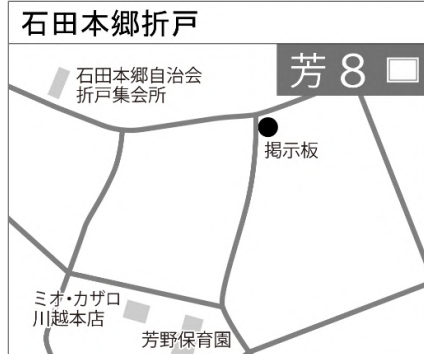 石田本郷折戸
芳 8
石田本郷自治会
折戸集会所
掲示板
ミオ・カザロ
川越本店
芳野保育園